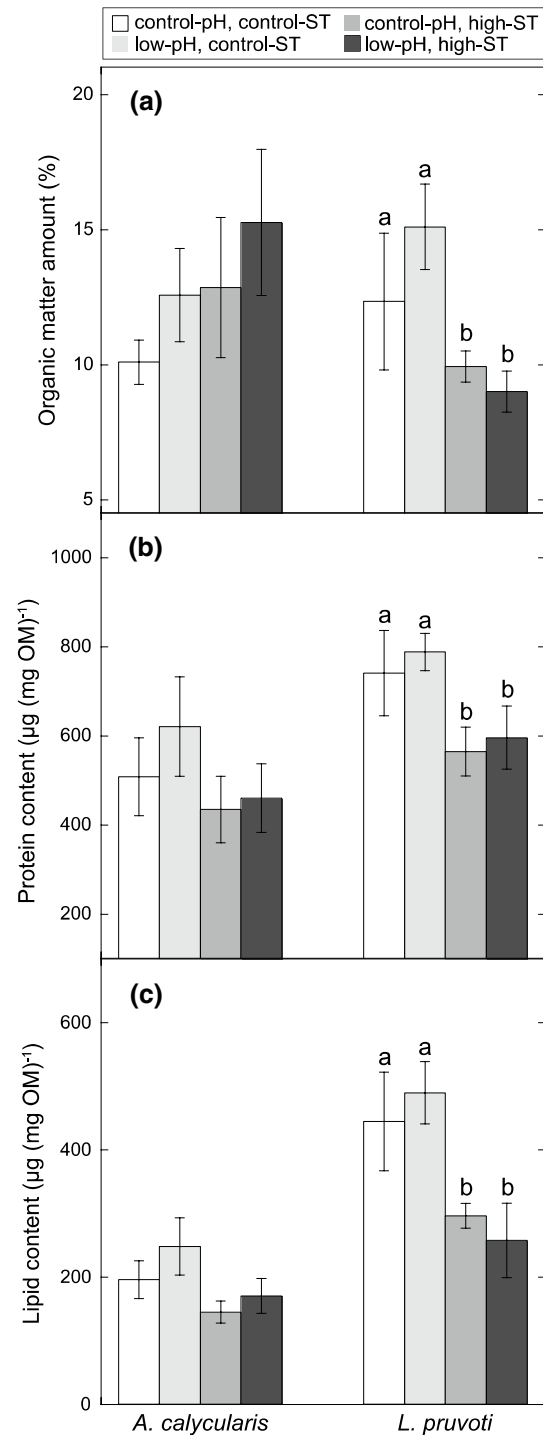 control-pH, control-ST control-pH, high-ST
low-pH, control-ST low-pH, high-ST
(a)
Organic matter amount (%)
20
15
10
5
a
a
b
b
(b)
Protein content (µg (mg OM)⁻¹)
1000
800
600
400
200
a
a
b
b
(c)
Lipid content (µg (mg OM)⁻¹)
600
400
200
0
a
a
b
b
A. calycularis L. pruvoti